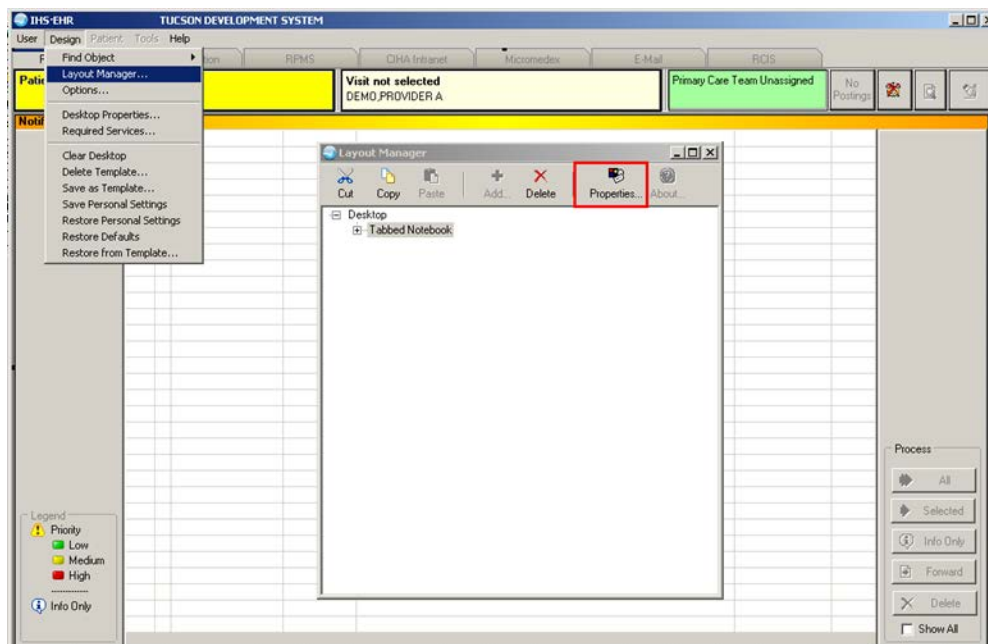 IHS-EHR TUCSON DEVELOPMENT SYSTEM
User Design Patient Tools Help
RPMS CIHA Intranet Micromedex E-Mail RCIS
Find Object
Layout Manager...
Options...
Desktop Properties...
Required Services...
Clear Desktop
Delete Template...
Save as Template...
Save Personal Settings
Restore Personal Settings
Restore Defaults
Restore from Template...
Visit not selected
DEMO,PROVIDER A
Primary Care Team Unassigned
No
Postings
Layout Manager
Cut Copy Paste Add... Delete Properties... About...
Desktop
Tabbed Notebook
Legend
Priority
Low
Medium
High
Info Only
Process
All
Selected
Info Only
Forward
Delete
Show All